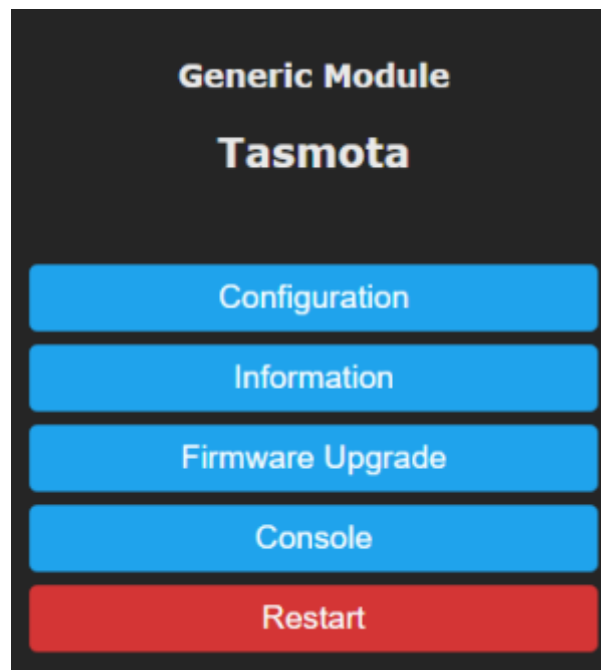 Generic Module
Tasmota
Configuration
Information
Firmware Upgrade
Console
Restart